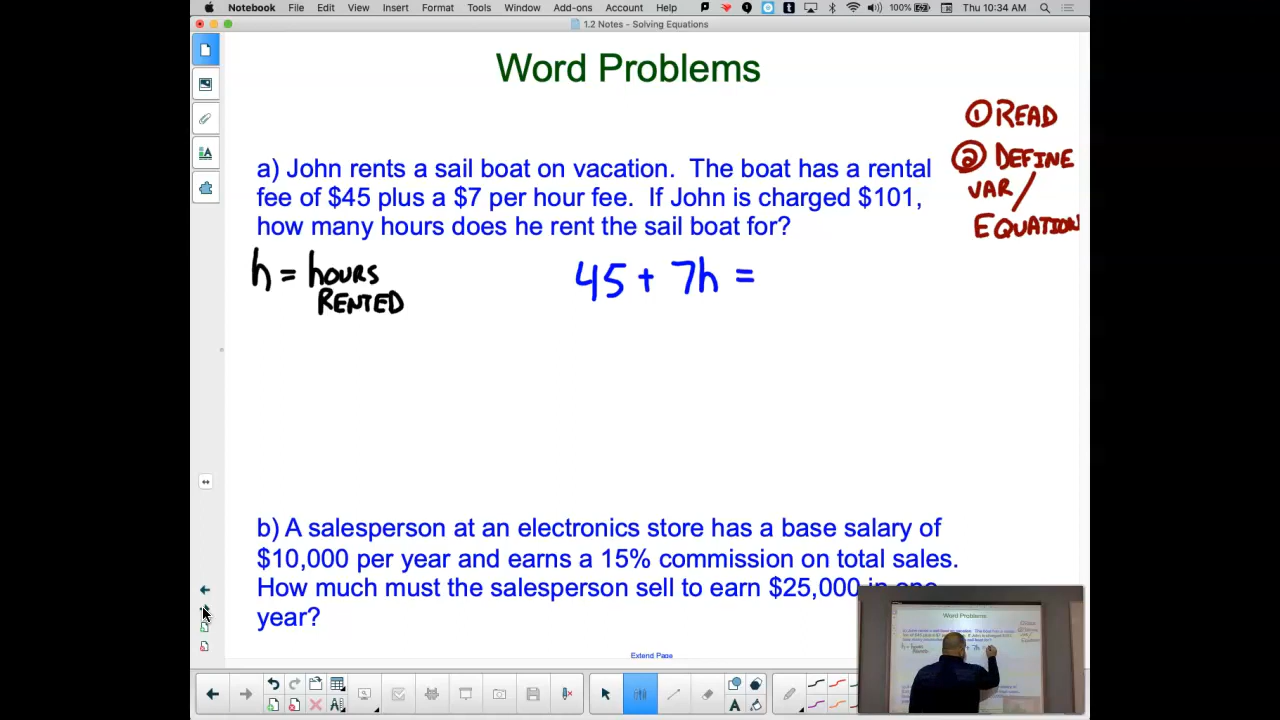 Notebook File Edit View Insert Format Tools Window Add-ons Account Help 100% Thu 10:34 AM
1.2 Notes - Solving Equations
Word Problems
① READ
② DEFINE
VAR/
EQUATION
a) John rents a sail boat on vacation. The boat has a rental
fee of $45 plus a $7 per hour fee. If John is charged $101,
how many hours does he rent the sail boat for?
h = hours
RENTED
45 + 7h =
b) A salesperson at an electronics store has a base salary of
$10,000 per year and earns a 15% commission on total sales.
How much must the salesperson sell to earn $25,000 in one
year?
Extend Page
Word Problems